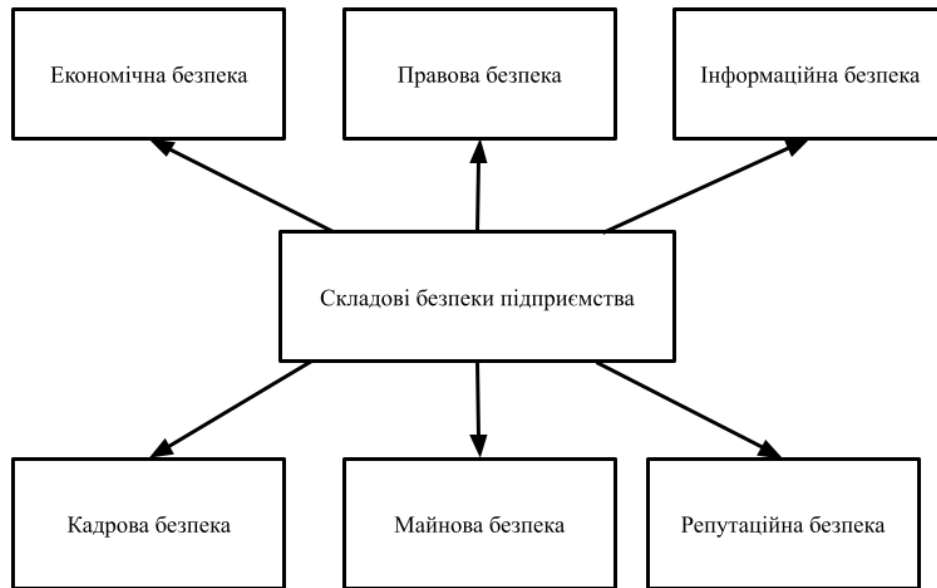 Економічна безпека
Правова безпека
Інформаційна безпека
Складові безпеки підприємства
Кадрова безпека
Майнова безпека
Репутаційна безпека